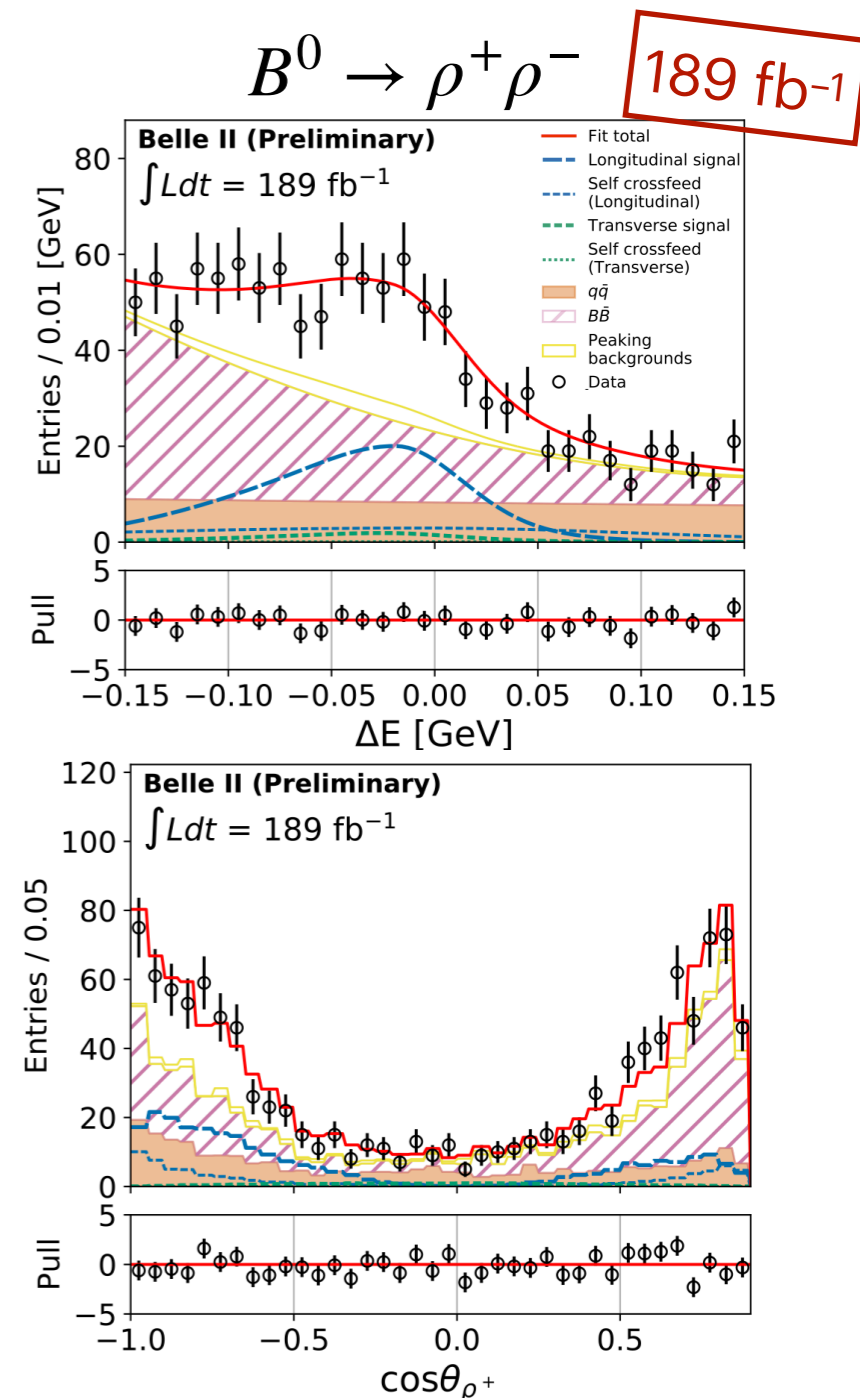 B⁰ → ρ⁺ρ⁻
189 fb⁻¹
Belle II (Preliminary)
∫Ldt = 189 fb⁻¹
Fit total
Longitudinal signal
Self crossfeed
(Longitudinal)
Transverse signal
Self crossfeed
(Transverse)
qq̄
BB̄
Peaking
backgrounds
Data
Entries / 0.01 [GeV]
80
60
40
20
0
Pull
5
0
−5
−0.15 −0.10 −0.05 0.00 0.05 0.10 0.15
ΔE [GeV]
Belle II (Preliminary)
∫Ldt = 189 fb⁻¹
Entries / 0.05
120
100
80
60
40
20
0
Pull
5
0
−5
−1.0 −0.5 0.0 0.5
cosθρ⁺